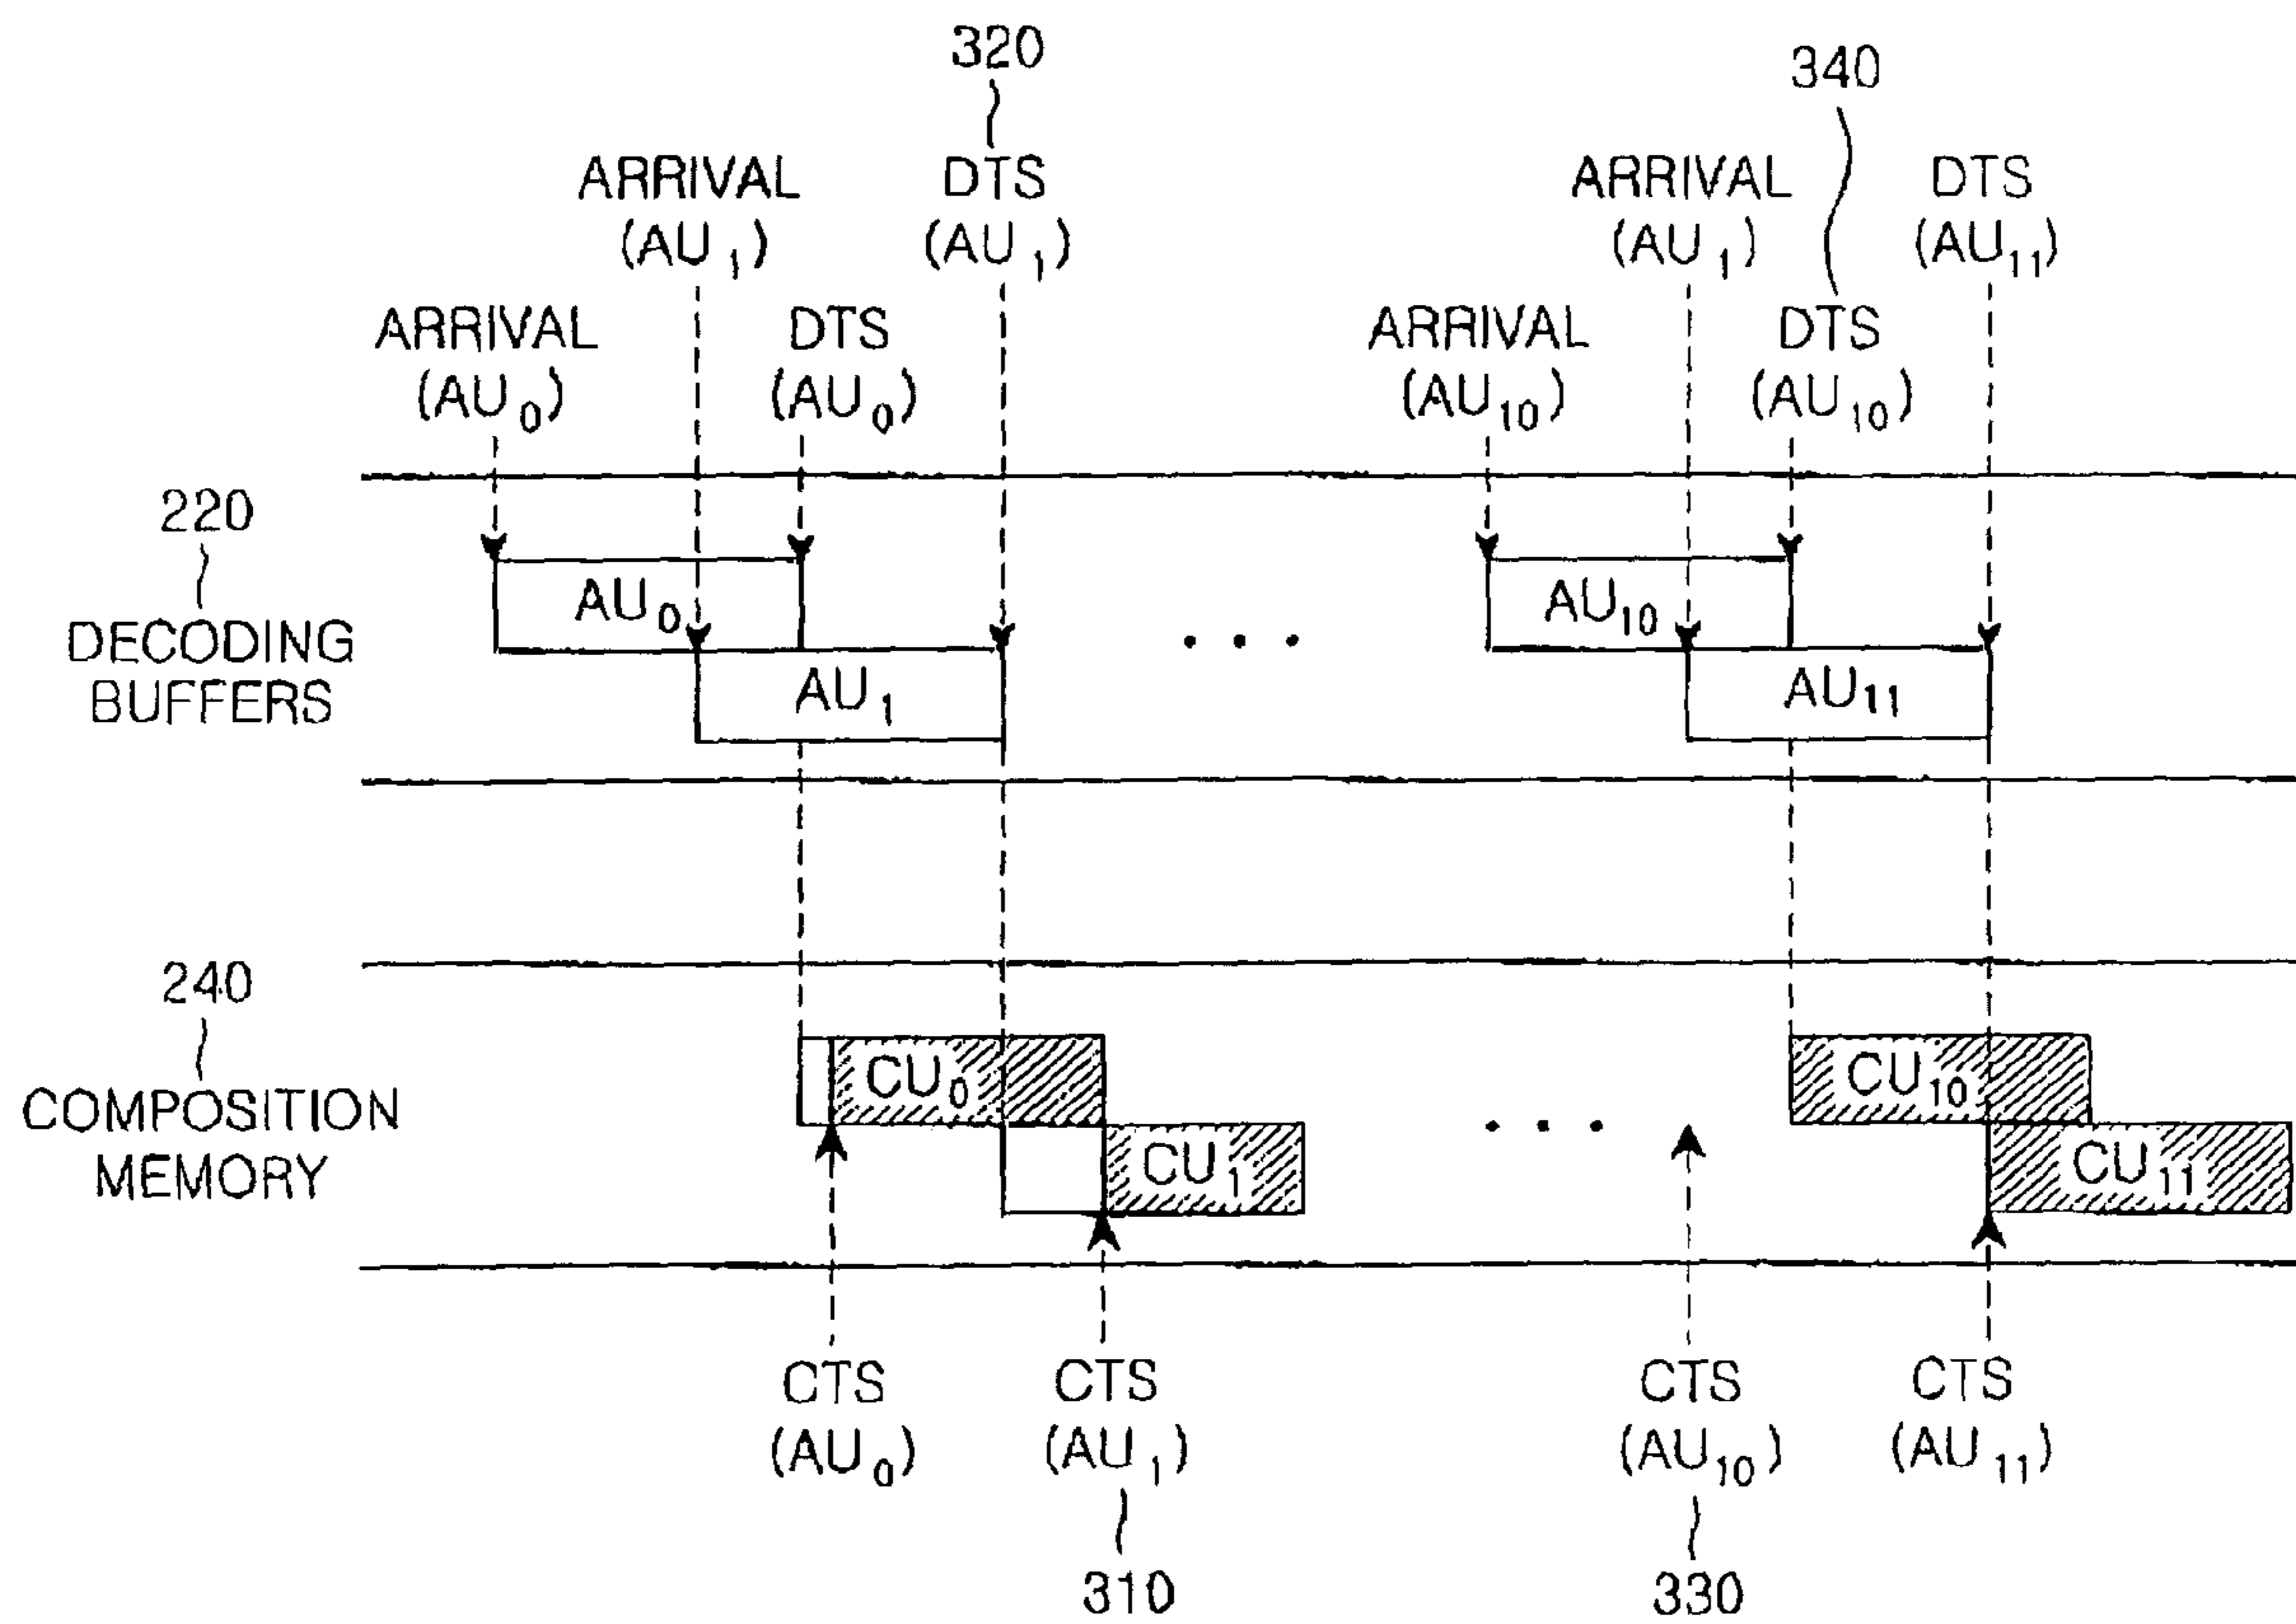 320
340
ARRIVAL
(AU₁)
DTS
(AU₁)
ARRIVAL
(AU₁)
DTS
(AU₁₁)
ARRIVAL
(AU₀)
DTS
(AU₀)
ARRIVAL
(AU₁₀)
DTS
(AU₁₀)
220
DECODING
BUFFERS
AU₀
AU₁
. . .
AU₁₀
AU₁₁
240
COMPOSITION
MEMORY
CU₀
CU₁
. . .
CU₁₀
CU₁₁
CTS
(AU₀)
CTS
(AU₁)
CTS
(AU₁₀)
CTS
(AU₁₁)
310
330